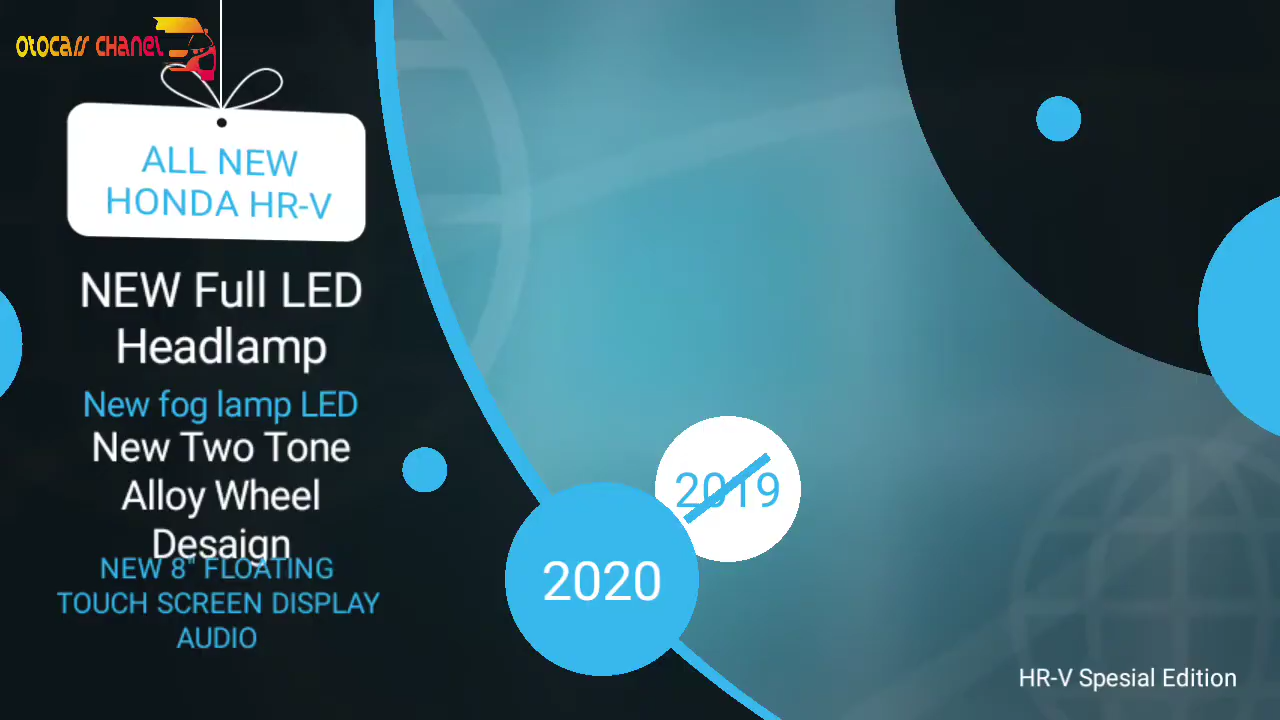 OTOCASS CHANEL
ALL NEW
HONDA HR-V
NEW Full LED
Headlamp
New fog lamp LED
New Two Tone
Alloy Wheel
Desaign
NEW 8" FLOATING
TOUCH SCREEN DISPLAY
AUDIO
2019
2020
HR-V Spesial Edition